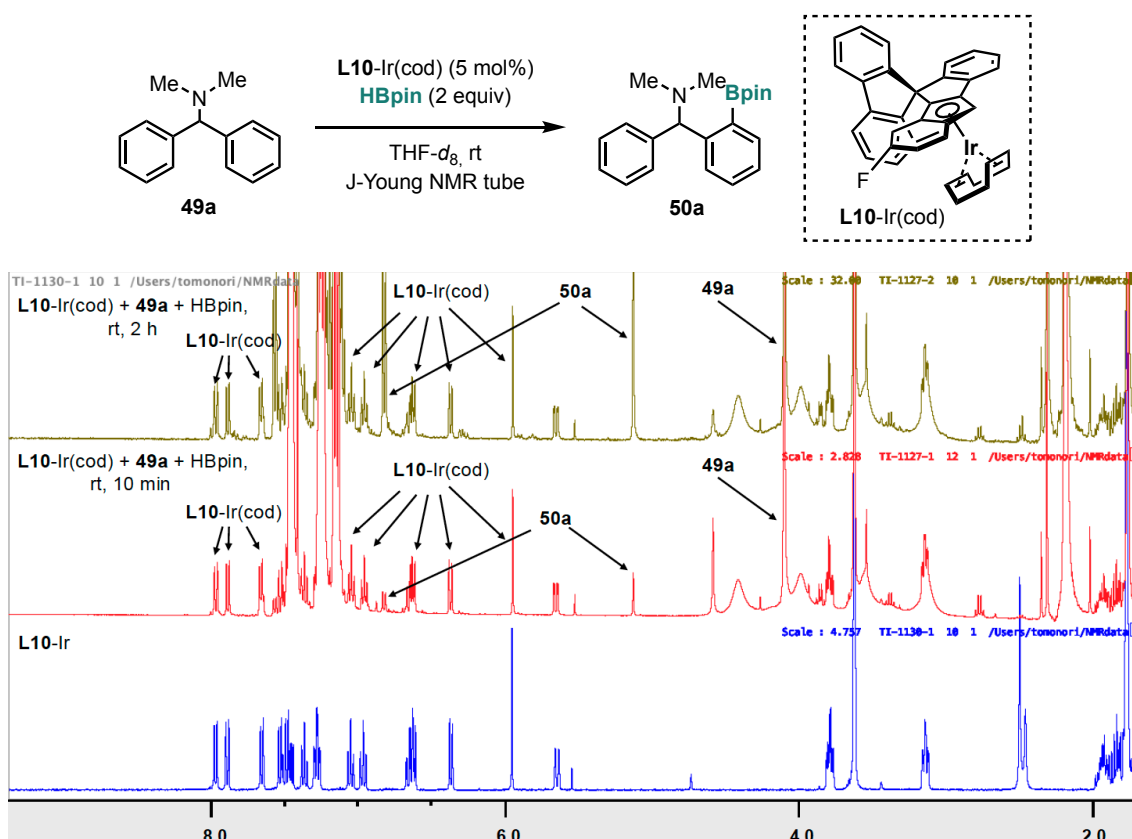 Me
Me
N
49a
L10-Ir(cod) (5 mol%)
HBpin (2 equiv)
THF-d8, rt
J-Young NMR tube
Me
Me
Bpin
N
50a
Ir
F
L10-Ir(cod)
TI-1130-1 10 1 /Users/tomonori/NMRdata
Scale : 32.00 TI-1127-2 10 1 /Users/tomonori/NMRdata
L10-Ir(cod) + 49a + HBpin,
rt, 2 h
L10-Ir(cod)
L10-Ir(cod)
50a
49a
Scale : 2.828 TI-1127-1 12 1 /Users/tomonori/NMRdata
L10-Ir(cod) + 49a + HBpin,
rt, 10 min
L10-Ir(cod)
L10-Ir(cod)
50a
49a
Scale : 4.757 TI-1130-1 10 1 /Users/tomonori/NMRdata
L10-Ir
8.0 6.0 4.0 2.0